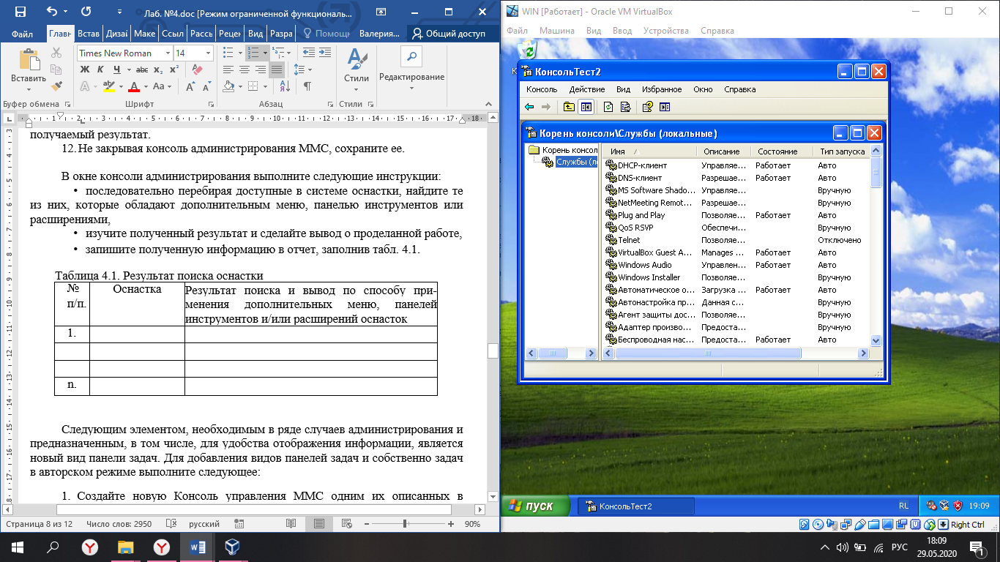 Лаб. №4.doc [Режим ограниченной функциональ...
Файл Главн Встав Дизай Маке Ссыл Рассы Рецен Вид Разра Помощн Валерия... Общий доступ
Times New Roman 14
Вставить
Ж К Ч abc x₂ x²
Стили
Редактирование
Буфер обмена Шрифт Абзац Стили
получаемый результат.
12. Не закрывая консоль администрирования MMC, сохраните ее.
В окне консоли администрирования выполните следующие инструкции:
• последовательно перебирая доступные в системе оснастки, найдите те
из них, которые обладают дополнительным меню, панелью инструментов или
расширениями,
• изучите полученный результат и сделайте вывод о проделанной работе,
• запишите полученную информацию в отчет, заполнив табл. 4.1.
Таблица 4.1. Результат поиска оснастки
№ п/п. Оснастка Результат поиска и вывод по способу при-
менения дополнительных меню, панелей
инструментов и/или расширений оснасток
1.
n.
Следующим элементом, необходимым в ряде случаев администрирования и
предназначенным, в том числе, для удобства отображения информации, является
новый вид панели задач. Для добавления видов панелей задач и собственно задач
в авторском режиме выполните следующее:
1. Создайте новую Консоль управления MMC одним их описанных в
Страница 8 из 12 Число слов: 2950 русский 90%
WIN [Работает] - Oracle VM VirtualBox
Файл Машина Вид Ввод Устройства Справка
КонсольТест2
Консоль Действие Вид Избранное Окно Справка
Корень консоли\Службы (локальные)
Корень консол
Службы (ло
Имя Описание Состояние Тип запуска
DHCP-клиент Управляе... Работает Авто
DNS-клиент Разрешае... Работает Авто
MS Software Shado... Управляе... Вручную
NetMeeting Remot... Разрешае... Вручную
Plug and Play Позволяе... Работает Авто
QoS RSVP Обеспечи... Вручную
Telnet Позволяе... Отключено
VirtualBox Guest A... Manages ... Работает Авто
Windows Audio Управлен... Работает Авто
Windows Installer Позволяе... Вручную
Автоматическое о... Загрузка ... Работает Авто
Автонастройка пр... Данная с... Вручную
Агент защиты дос... Позволяе... Вручную
Адаптер произво... Предоста... Вручную
Беспроводная нас... Предоста... Работает Авто
пуск КонсольТест2 RL 19:09
Right Ctrl
РУС 18:09
29.05.2020